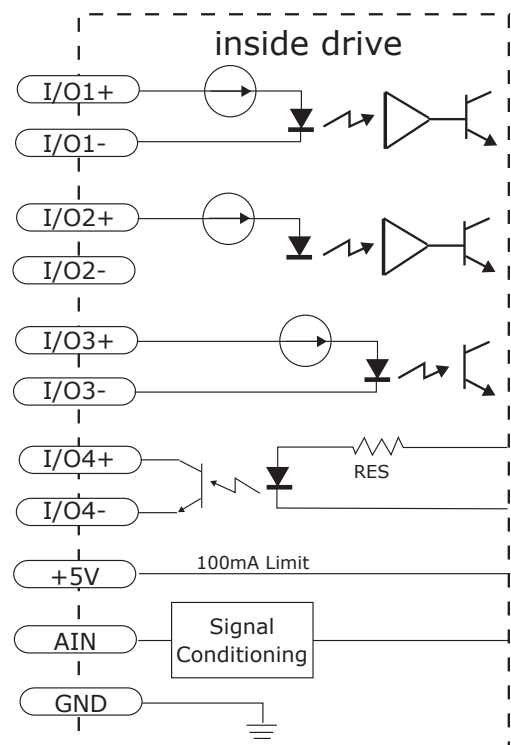 inside drive
I/O1+
I/O1-
I/O2+
I/O2-
I/O3+
I/O3-
I/O4+
RES
I/O4-
100mA Limit
+5V
Signal
AIN
Conditioning
GND